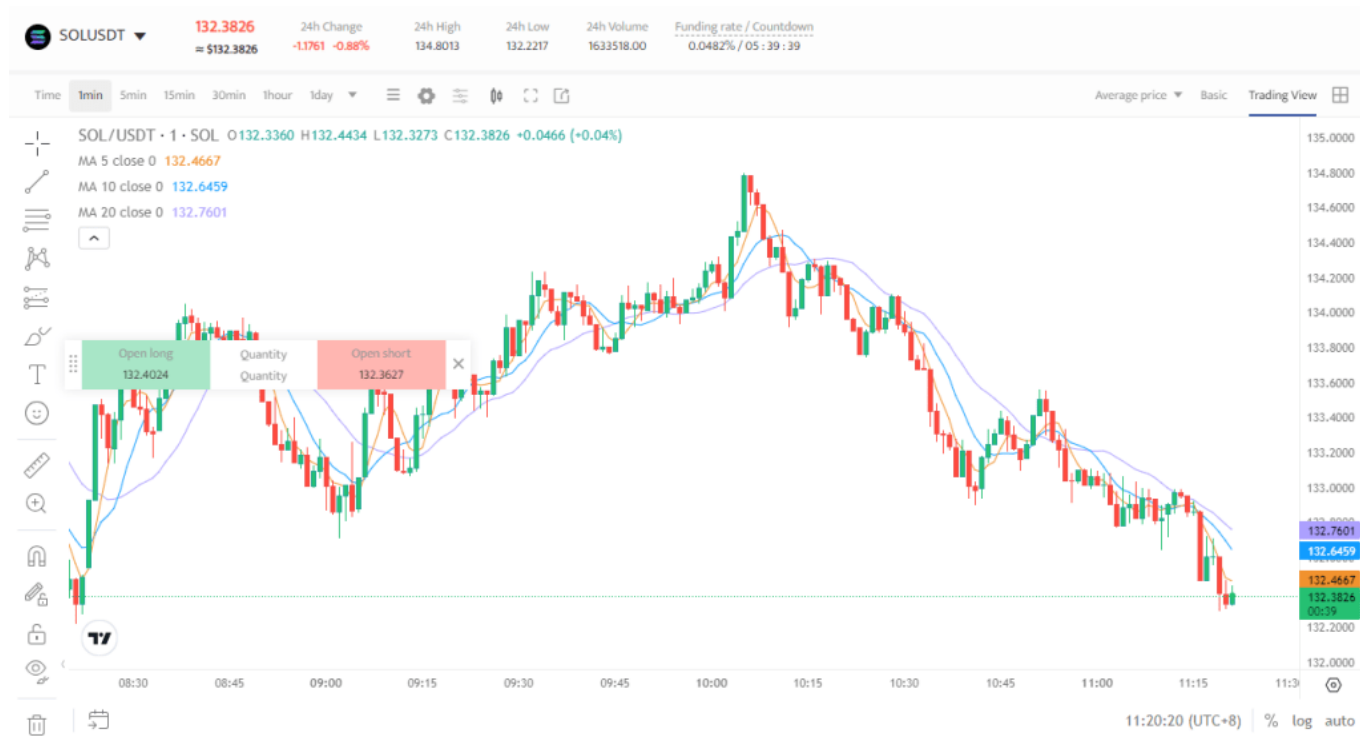 SOLUSDT
132.3826
≈ $132.3826
24h Change
-1.1761 -0.88%
24h High
134.8013
24h Low
132.2217
24h Volume
1633518.00
Funding rate / Countdown
0.0482% / 05 : 39 : 39
Time 1min 5min 15min 30min 1hour 1day
Average price Basic Trading View
SOL/USDT · 1 · SOL O132.3360 H132.4434 L132.3273 C132.3826 +0.0466 (+0.04%)
MA 5 close 0 132.4667
MA 10 close 0 132.6459
MA 20 close 0 132.7601
Open long
132.4024
Quantity
Quantity
Open short
132.3627
135.0000
134.8000
134.6000
134.4000
134.2000
134.0000
133.8000
133.6000
133.4000
133.2000
133.0000
132.7601
132.6459
132.4667
132.3826
00:39
132.2000
132.0000
08:30 08:45 09:00 09:15 09:30 09:45 10:00 10:15 10:30 10:45 11:00 11:15
11:20:20 (UTC+8) % log auto